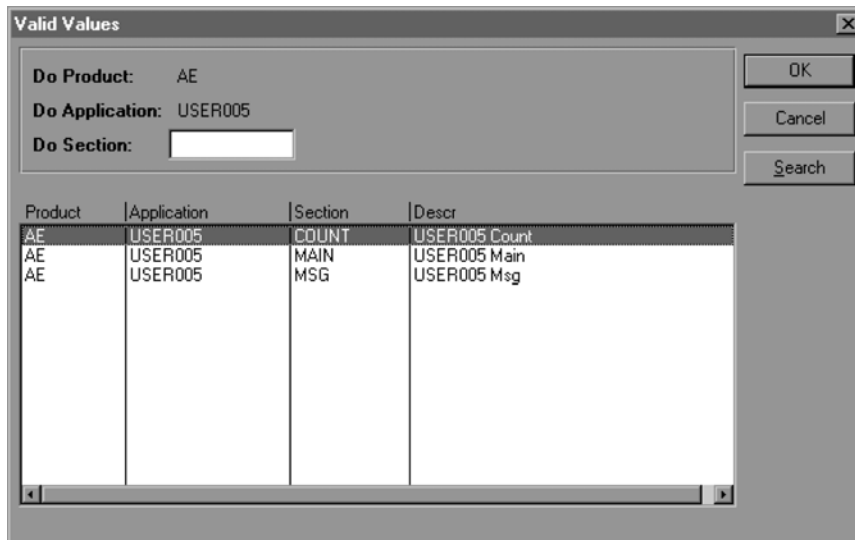 Valid Values
Do Product: AE
OK
Do Application: USER005
Cancel
Do Section:
Search
Product Application Section Descr
AE USER005 COUNT USER005 Count
AE USER005 MAIN USER005 Main
AE USER005 MSG USER005 Msg